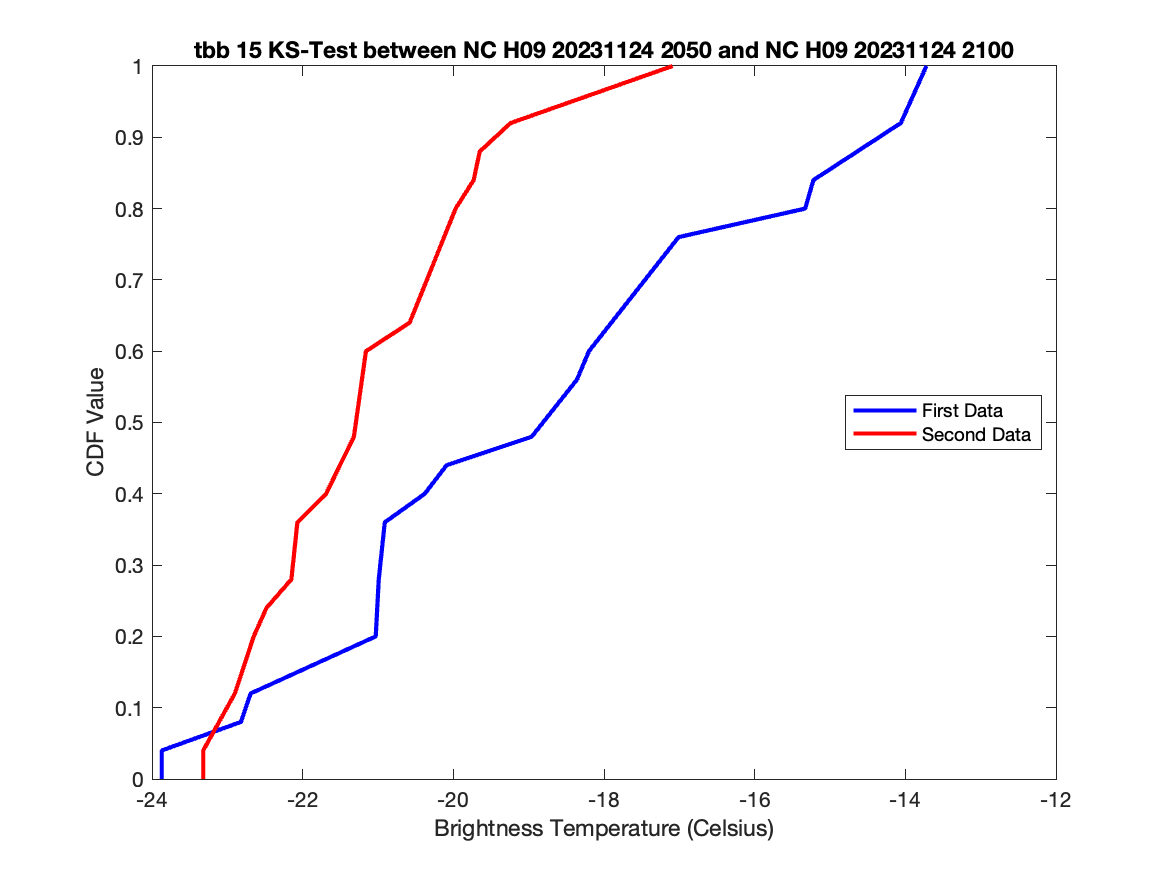 tbb 15 KS-Test between NC H09 20231124 2050 and NC H09 20231124 2100
1
0.9
0.8
0.7
0.6
0.5
0.4
0.3
0.2
0.1
0
CDF Value
First Data
Second Data
-24 -22 -20 -18 -16 -14 -12
Brightness Temperature (Celsius)